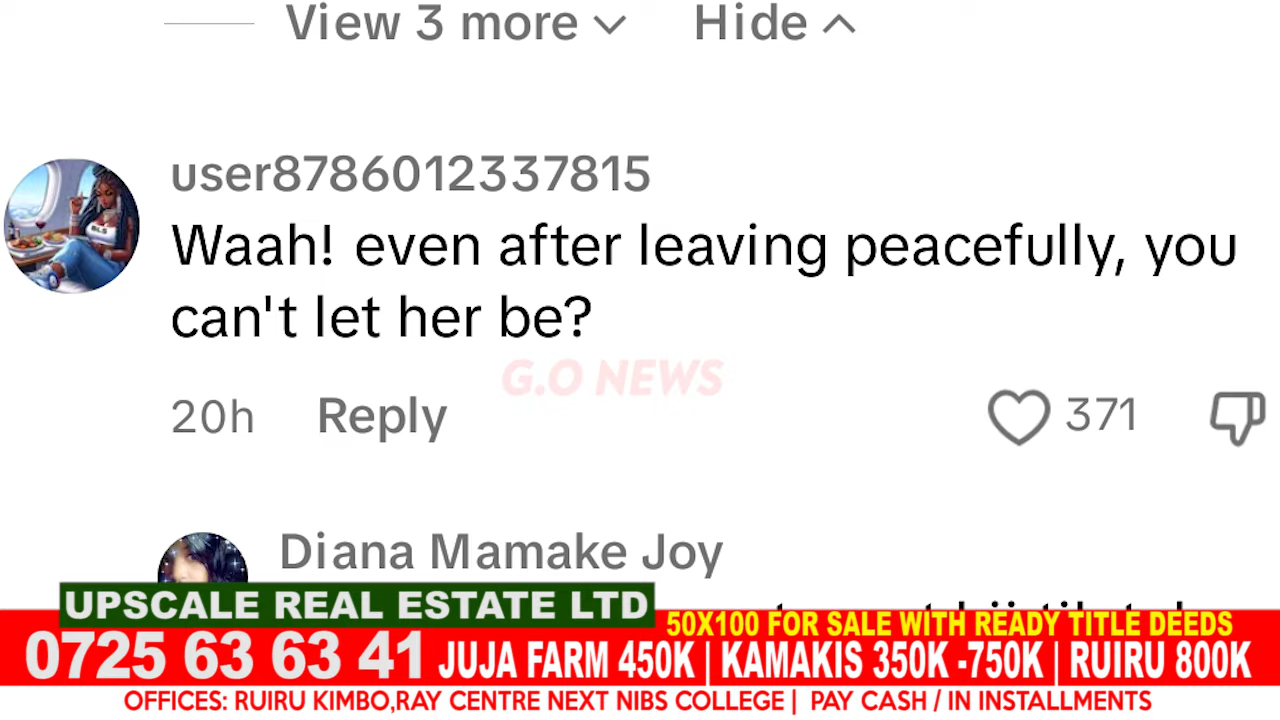 View 3 more Hide
user8786012337815
Waah! even after leaving peacefully, you
can't let her be?
G.O NEWS
20h Reply 371
Diana Mamake Joy
UPSCALE REAL ESTATE LTD
50X100 FOR SALE WITH READY TITLE DEEDS
0725 63 63 41 JUJA FARM 450K | KAMAKIS 350K -750K | RUIRU 800K
OFFICES: RUIRU KIMBO,RAY CENTRE NEXT NIBS COLLEGE | PAY CASH / IN INSTALLMENTS